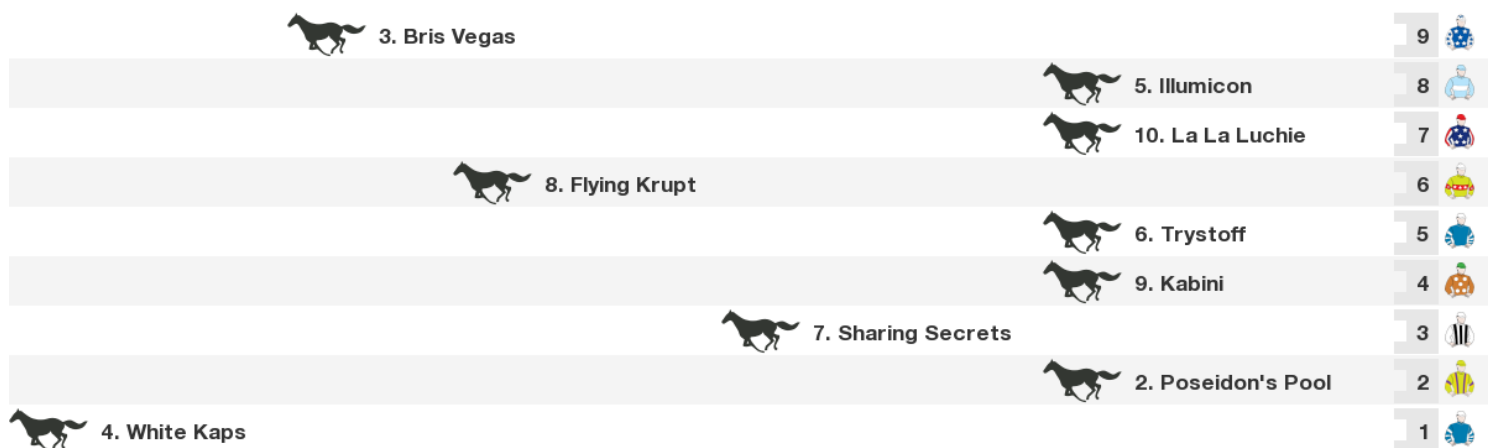 3. Bris Vegas 9
5. Illumicon 8
10. La La Luchie 7
8. Flying Krupt 6
6. Trystoff 5
9. Kabini 4
7. Sharing Secrets 3
2. Poseidon's Pool 2
4. White Kaps 1